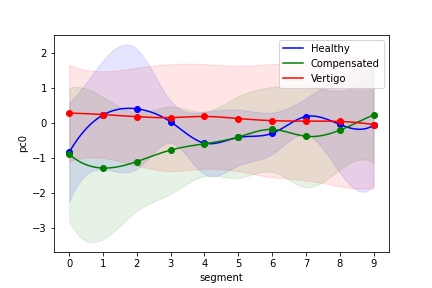 2
1
0
−1
−2
−3
pc0
0 1 2 3 4 5 6 7 8 9
segment
Healthy
Compensated
Vertigo